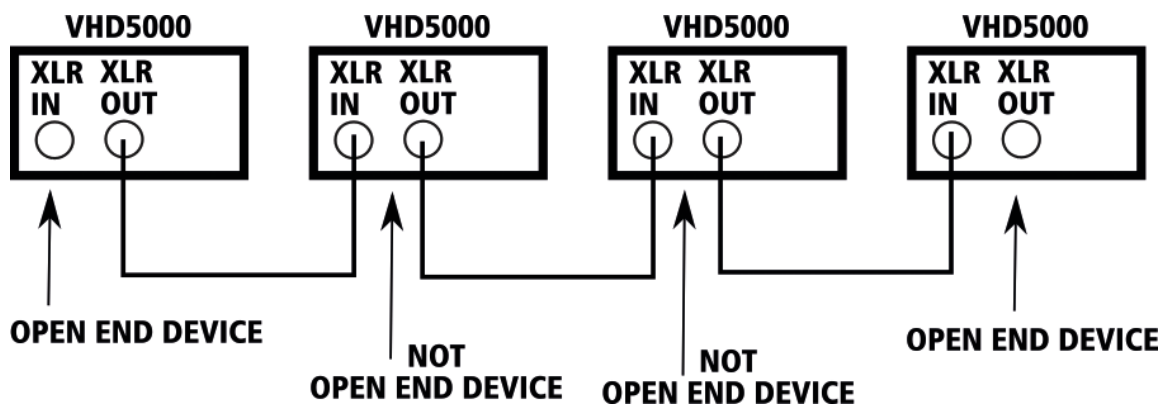 VHD5000
XLR XLR
IN OUT
VHD5000
XLR XLR
IN OUT
VHD5000
XLR XLR
IN OUT
VHD5000
XLR XLR
IN OUT
OPEN END DEVICE
NOT
OPEN END DEVICE
NOT
OPEN END DEVICE
OPEN END DEVICE